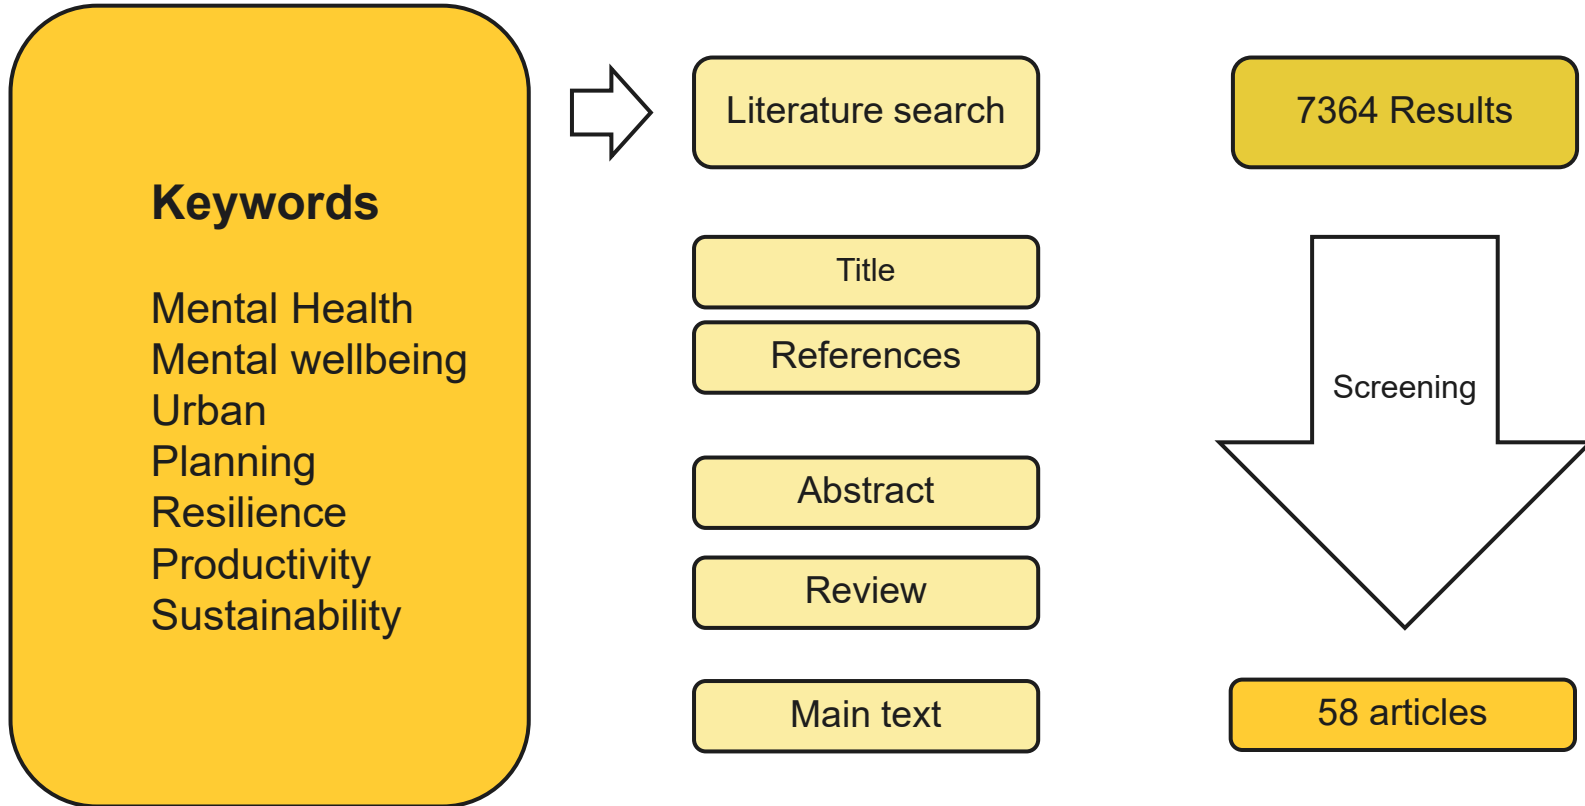 Keywords
Mental Health
Mental wellbeing
Urban
Planning
Resilience
Productivity
Sustainability
Literature search
Title
References
Abstract
Review
Main text
7364 Results
Screening
58 articles